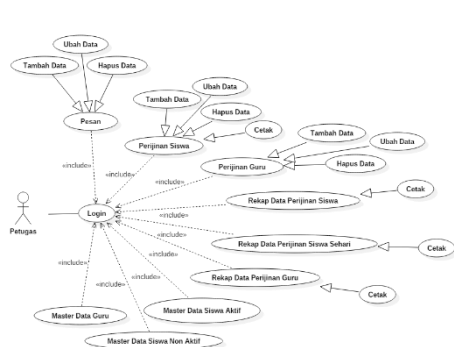 Ubah Data
Tambah Data
Hapus Data
Pesan
Ubah Data
Tambah Data
Hapus Data
Cetak
Perijinan Siswa
Tambah Data
Ubah Data
Hapus Data
Perijinan Guru
«include»
«include»
«include»
Cetak
Rekap Data Perijinan Siswa
Login
Petugas
«include»
Rekap Data Perijinan Siswa Sehari
Cetak
«include»
«include»
«include»
«include»
Rekap Data Perijinan Guru
Cetak
Master Data Guru
Master Data Siswa Aktif
Master Data Siswa Non Aktif